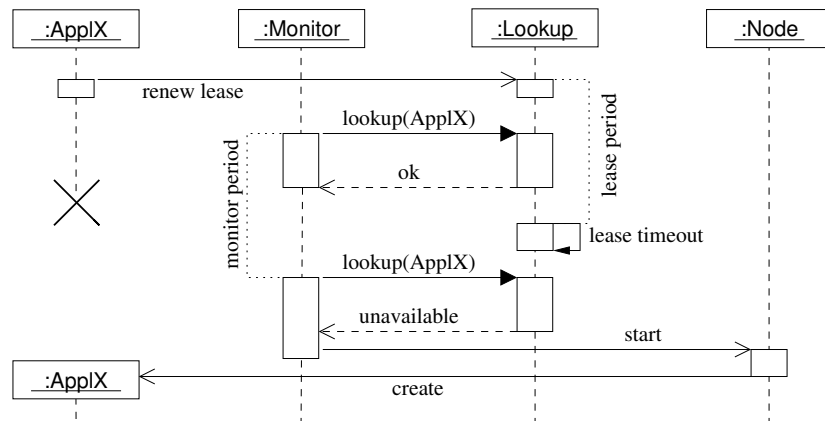 :ApplX
:Monitor
:Lookup
:Node
renew lease
lookup(ApplX)
ok
lease period
monitor period
lease timeout
lookup(ApplX)
unavailable
start
:ApplX
create